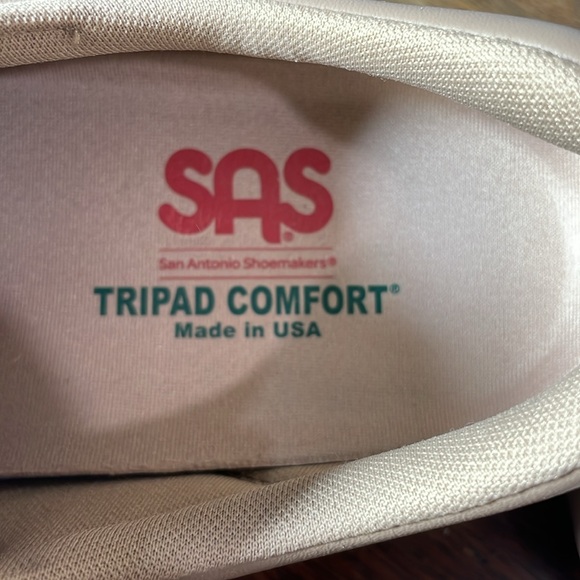 SAS®
San Antonio Shoemakers®
TRIPAD COMFORT®
Made in USA